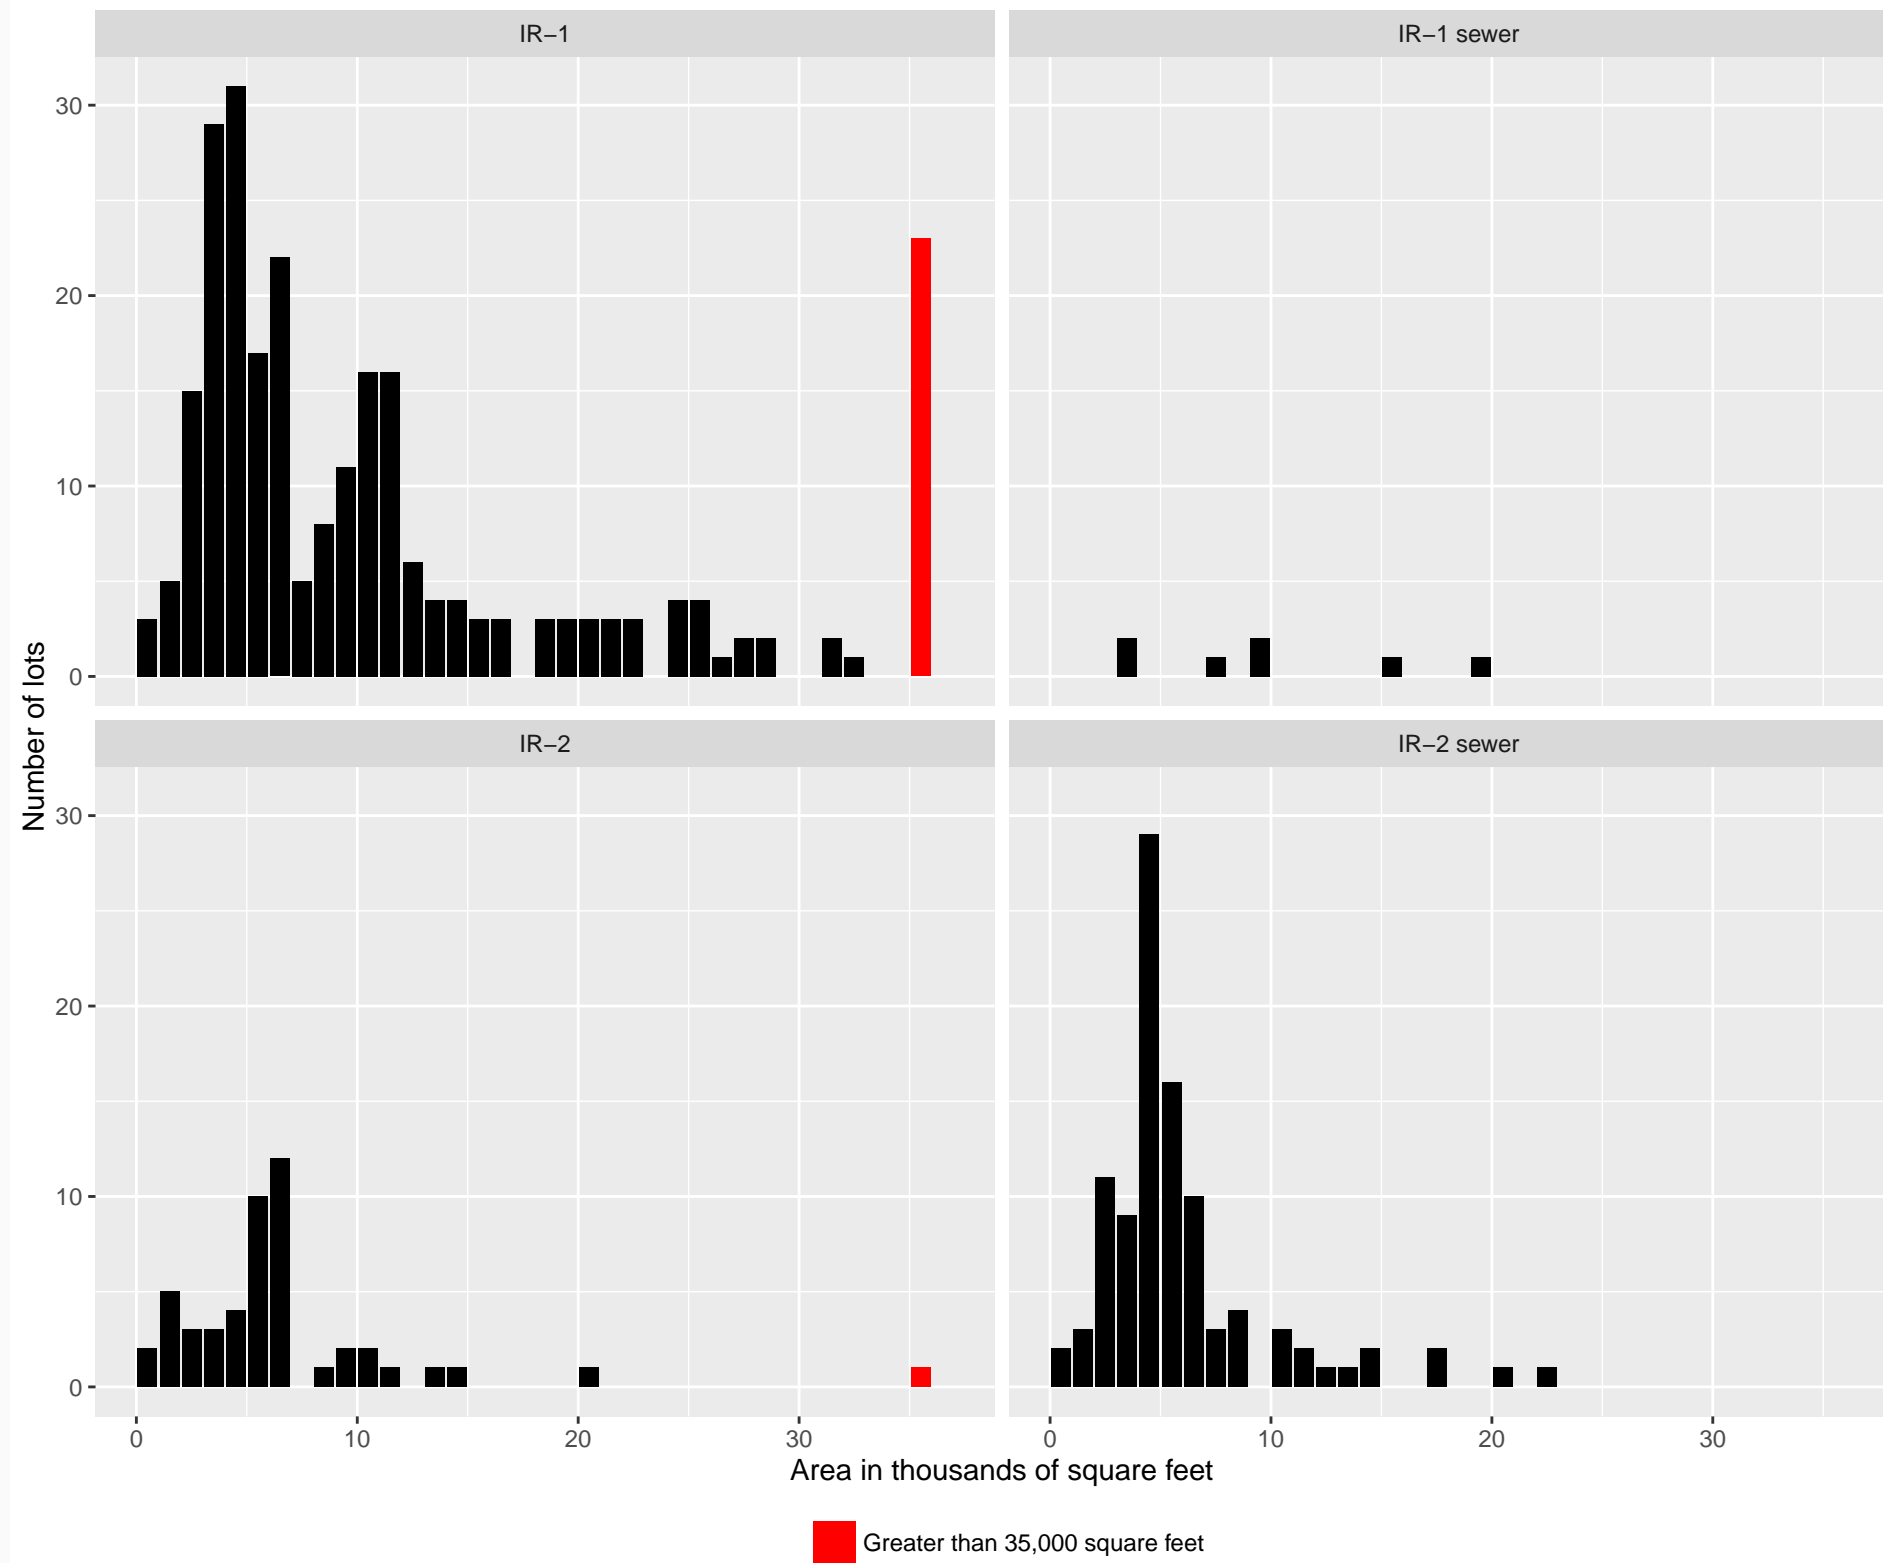 IR−1
IR−1 sewer
30
20
10
0
Number of lots
IR−2
IR−2 sewer
30
20
10
0
0 10 20 30
0 10 20 30
Area in thousands of square feet
Greater than 35,000 square feet